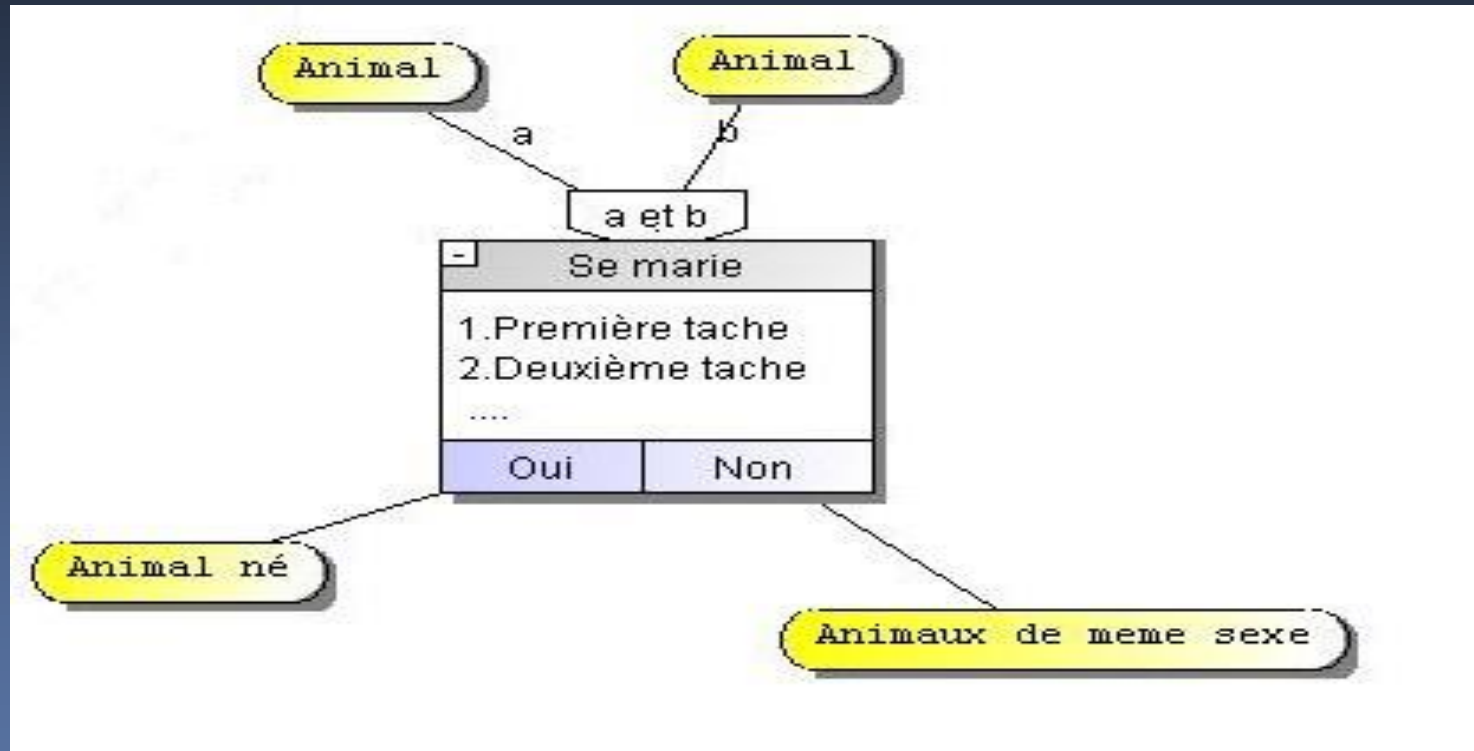 Animal
Animal
a
b
a et b
-
Se marie
1.Première tache
2.Deuxième tache
....
Oui
Non
Animal né
Animaux de meme sexe